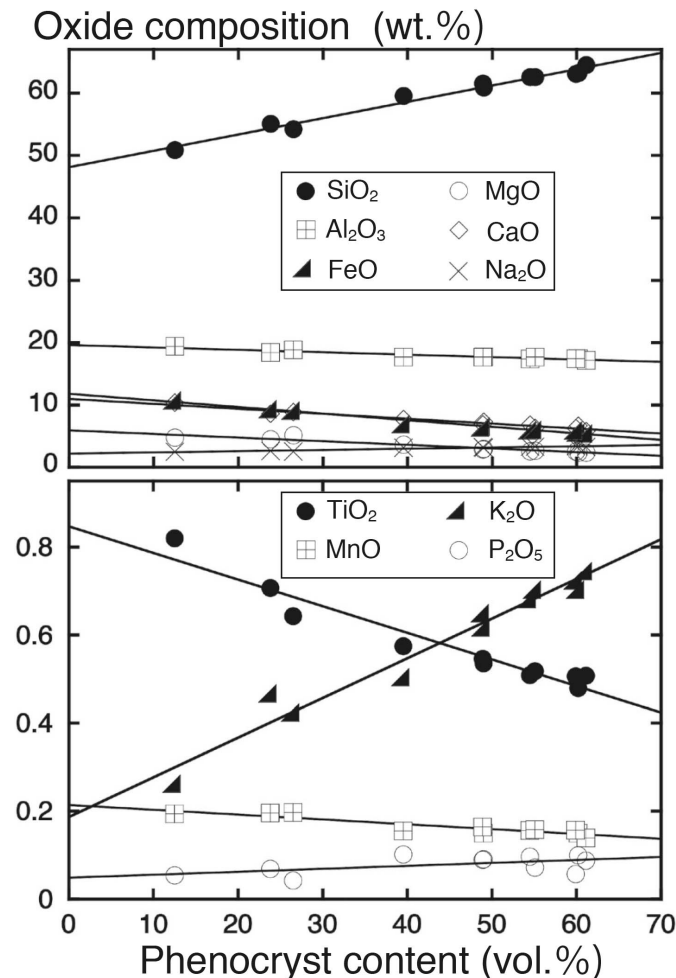 Oxide composition (wt.%)
60
50
40
30
20
10
0
SiO₂ MgO
Al₂O₃ CaO
FeO Na₂O
0.8
0.6
0.4
0.2
0
TiO₂ K₂O
MnO P₂O₅
0 10 20 30 40 50 60 70
Phenocryst content (vol.%)